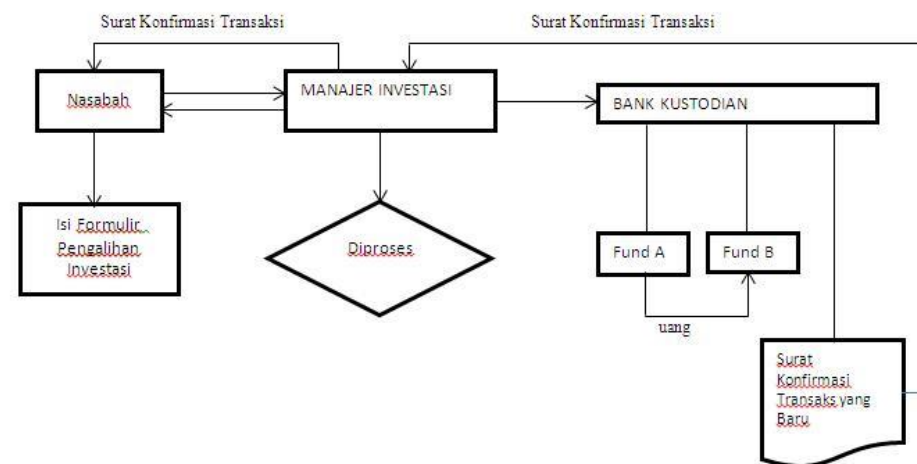 Surat Konfirmasi Transaksi
Surat Konfirmasi Transaksi
Nasabah
MANAJER INVESTASI
BANK KUSTODIAN
Isi Formulir
Pengalihan
Investasi
Diproses
Fund A
Fund B
uang
Surat
Konfirmasi
Transaks yang
Baru